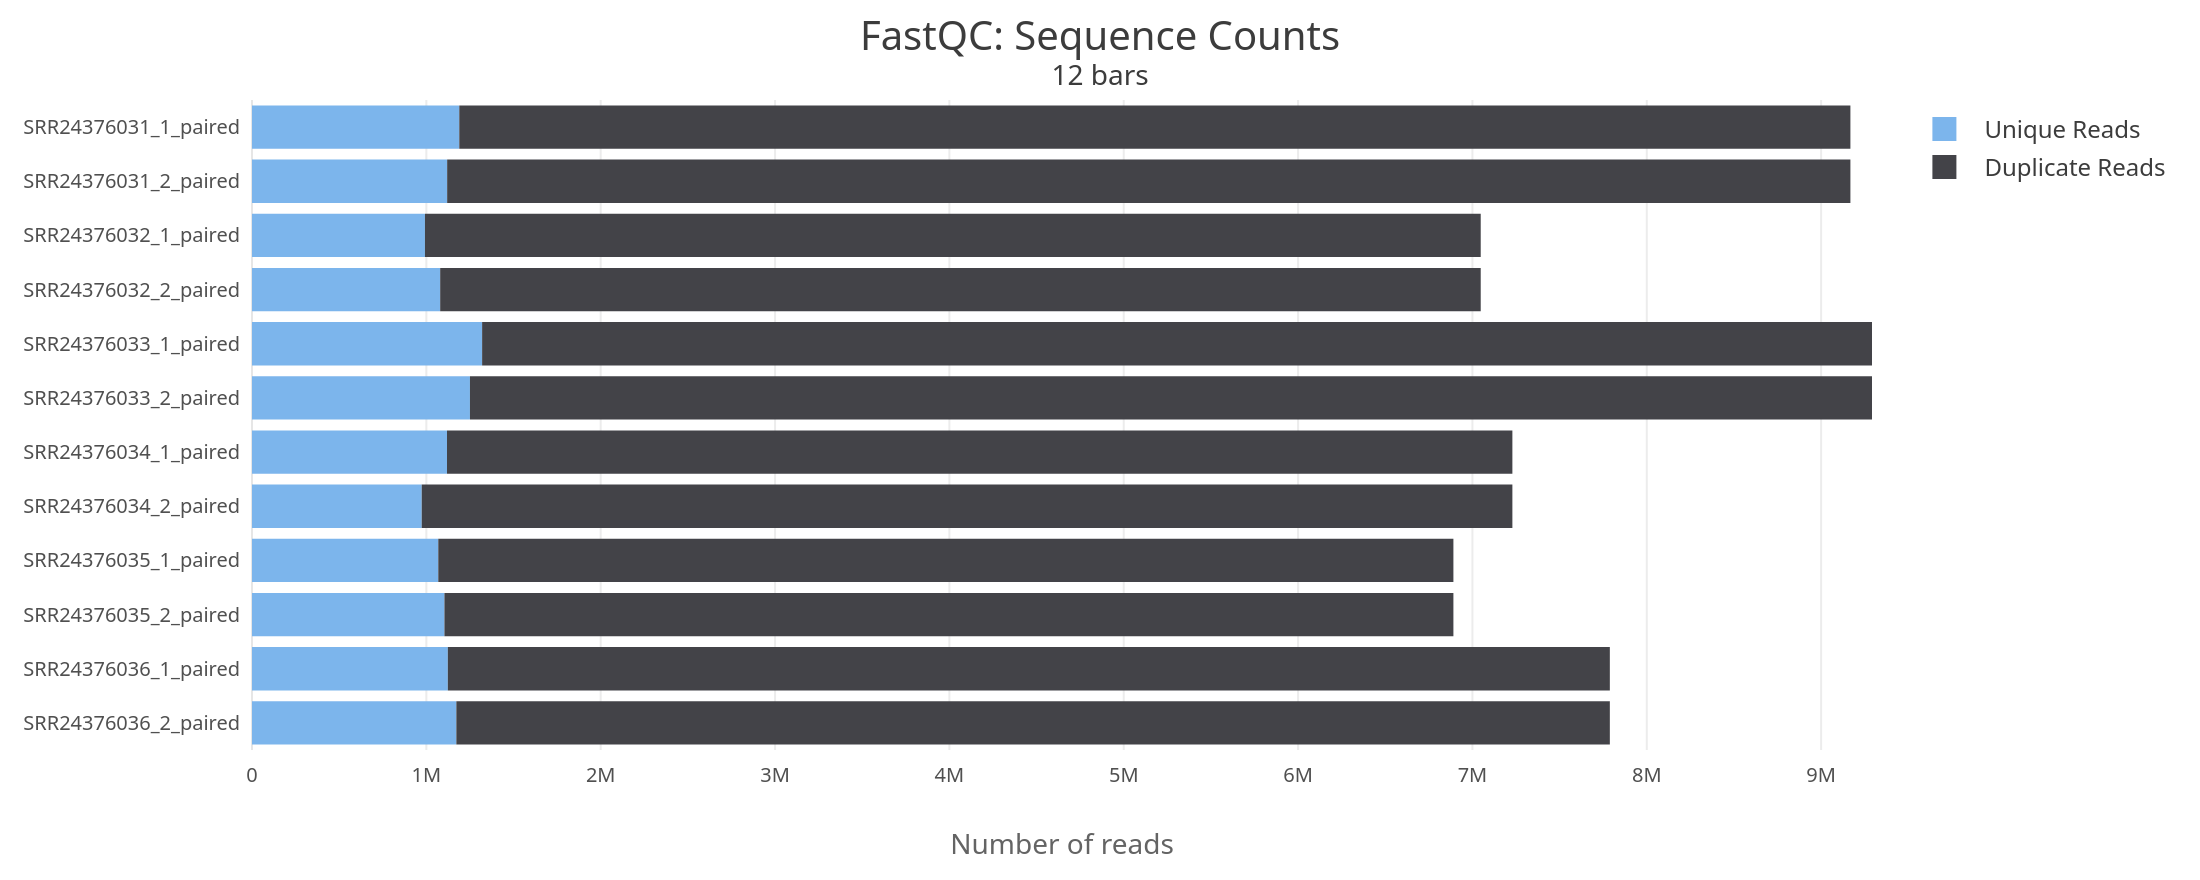 FastQC: Sequence Counts
12 bars
SRR24376031_1_paired
SRR24376031_2_paired
SRR24376032_1_paired
SRR24376032_2_paired
SRR24376033_1_paired
SRR24376033_2_paired
SRR24376034_1_paired
SRR24376034_2_paired
SRR24376035_1_paired
SRR24376035_2_paired
SRR24376036_1_paired
SRR24376036_2_paired
Unique Reads
Duplicate Reads
0 1M 2M 3M 4M 5M 6M 7M 8M 9M
Number of reads